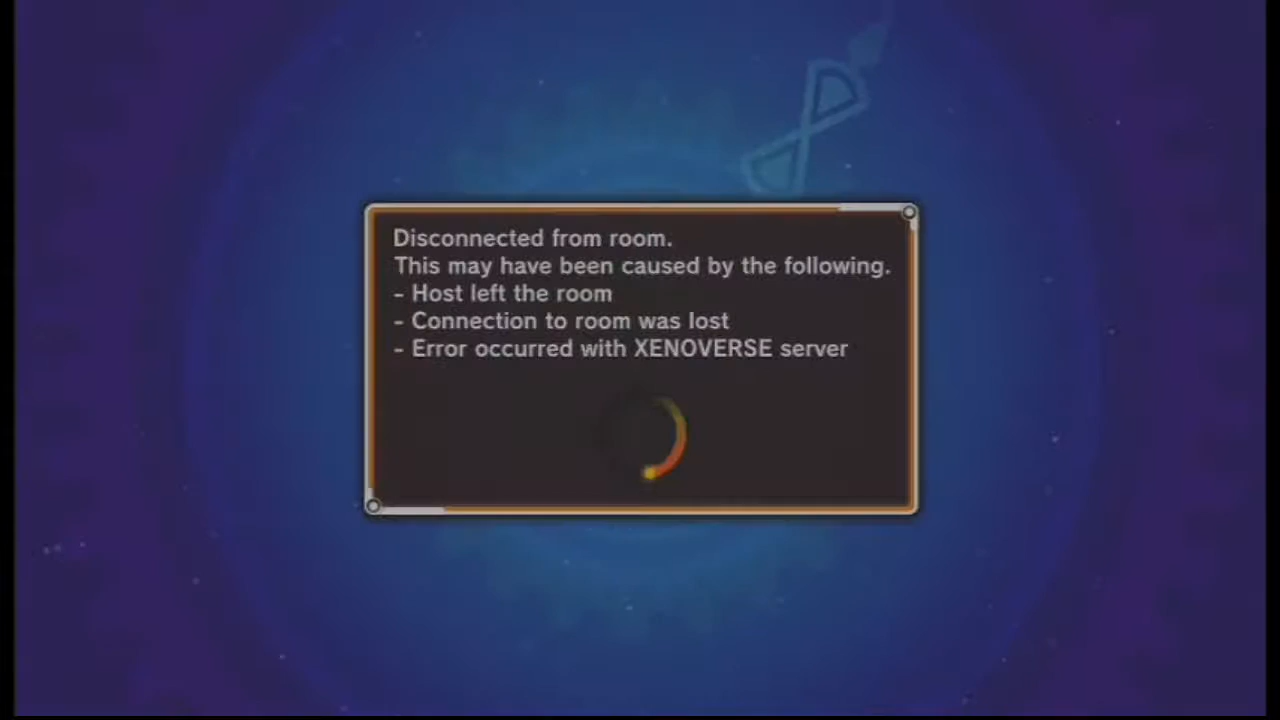 Disconnected from room.
This may have been caused by the following.
- Host left the room
- Connection to room was lost
- Error occurred with XENOVERSE server